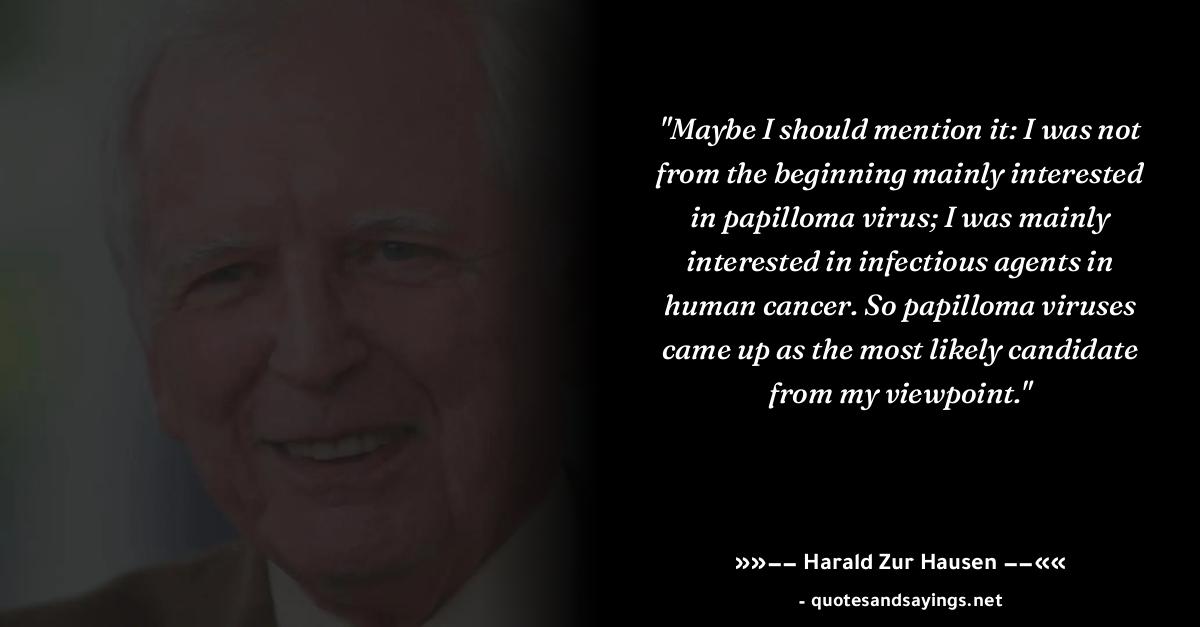 "Maybe I should mention it: I was not
from the beginning mainly interested
in papilloma virus; I was mainly
interested in infectious agents in
human cancer. So papilloma viruses
came up as the most likely candidate
from my viewpoint."
»»−− Harald Zur Hausen −−««
- quotesandsayings.net